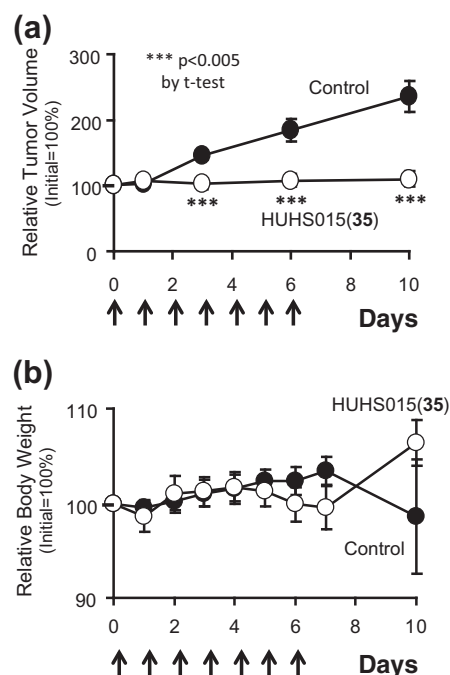 (a)
Relative Tumor Volume
(Initial=100%)
300
200
100
0
*** p<0.005
by t-test
Control
***
***
***
HUHS015(35)
0 2 4 6 8 10
Days
(b)
Relative Body Weight
(Initial=100%)
110
100
90
HUHS015(35)
Control
0 2 4 6 8 10
Days